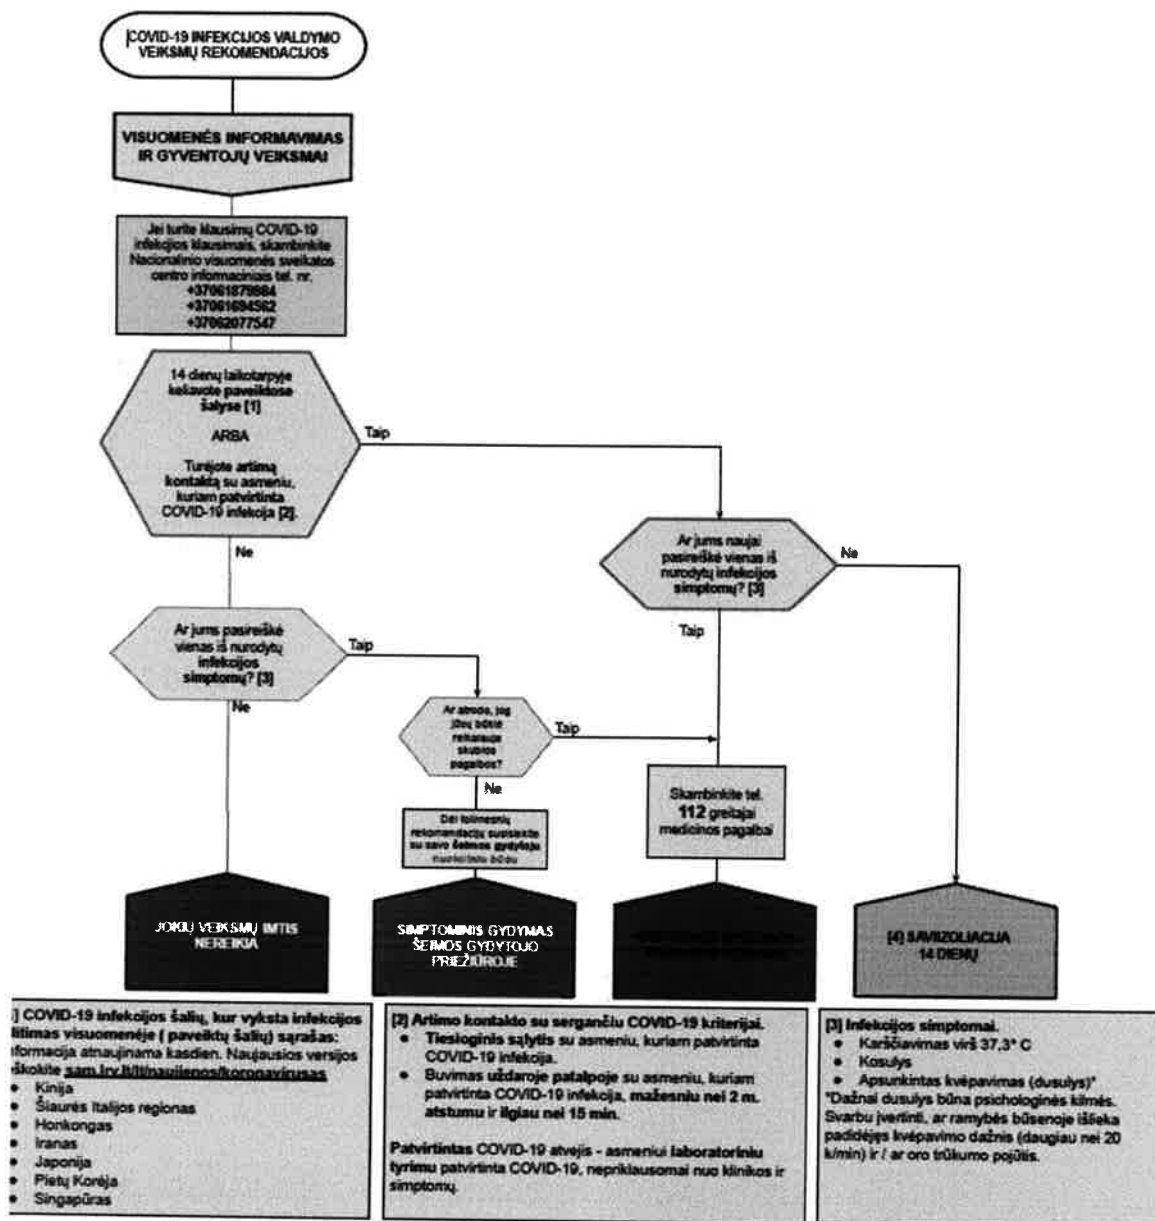 COVID-19 INFEKCIJOS VALDYMO
VEIKSMŲ REKOMENDACIJOS
VISUOMENĖS INFORMAVIMAS
IR GYVENTOJŲ VEIKSMAI
Jei turite klausimų COVID-19
infekcijos klausimais, skambinkite
Nacionalinio visuomenės sveikatos
centro informaciniais tel. nr.
+37061879984
+37061694562
+37062077547
14 dienų laikotarpyje
keliavote paveiktose
šalyse [1]
ARBA
Turėjote artimą
kontaktą su asmeniu,
kuriam patvirtinta
COVID-19 infekcija [2].
Taip
Ne
Ar jums naujai
pasireiškė vienas iš
nurodytų infekcijos
simptomų? [3]
Ne
Taip
Ar jums pasireiškė
vienas iš nurodytų
infekcijos
simptomų? [3]
Taip
Ne
Ar atrodo, jog
jūsų būklė
reikalauja
skubios
pagalbos?
Taip
Ne
Skambinkite tel.
112 greitajai
medicinos pagalbai
Dėl tolimesnių
rekomendacijų susisiekite
su savo šeimos gydytoju
nuotoliniu būdu
JOKIŲ VEIKSMŲ IMTIS
NEREIKIA
SIMPTOMINIS GYDYMAS
ŠEIMOS GYDYTOJO
PRIEŽIŪROJE
[4] SAVIIZOLIACIJA
14 DIENŲ
] COVID-19 infekcijos šalių, kur vyksta infekcijos
litimas visuomenėje ( paveiktų šalių) sąrašas:
nformacija atnaujinama kasdien. Naujausios versijos
eškokite sam.lrv.lt/lt/naujienos/koronavirusas
● Kinija
● Šiaurės Italijos regionas
● Honkongas
● Iranas
● Japonija
● Pietų Korėja
● Singapūras
[2] Artimo kontakto su sergančiu COVID-19 kriterijai.
● Tiesioginis sąlytis su asmeniu, kuriam patvirtinta
COVID-19 infekcija.
● Buvimas uždaroje patalpoje su asmeniu, kuriam
patvirtinta COVID-19 infekcija, mažesniu nei 2 m.
atstumu ir ilgiau nei 15 min.
Patvirtintas COVID-19 atvejis - asmeniui laboratoriniu
tyrimu patvirtinta COVID-19, nepriklausomai nuo klinikos ir
simptomų.
[3] Infekcijos simptomai.
● Karščiavimas virš 37,3° C
● Kosulys
● Apsunkintas kvėpavimas (dusulys)*
*Dažnai dusulys būna psichologinės kilmės.
Svarbu įvertinti, ar ramybės būsenoje išlieka
padidėjęs kvėpavimo dažnis (daugiau nei 20
k/min) ir / ar oro trūkumo pojūtis.